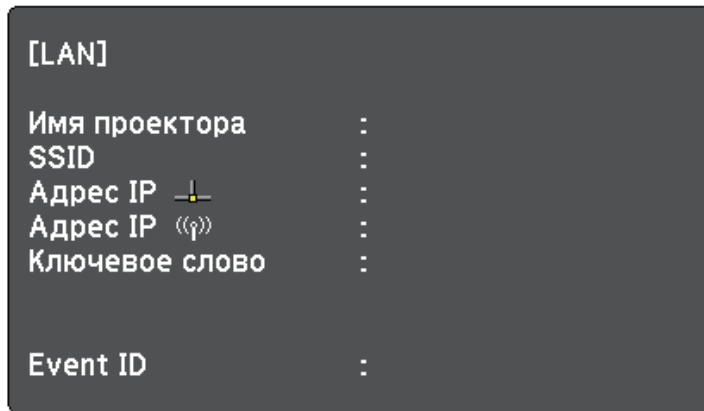 [LAN]
Имя проектора :
SSID :
Адрес IP :
Адрес IP :
Ключевое слово :
Event ID :